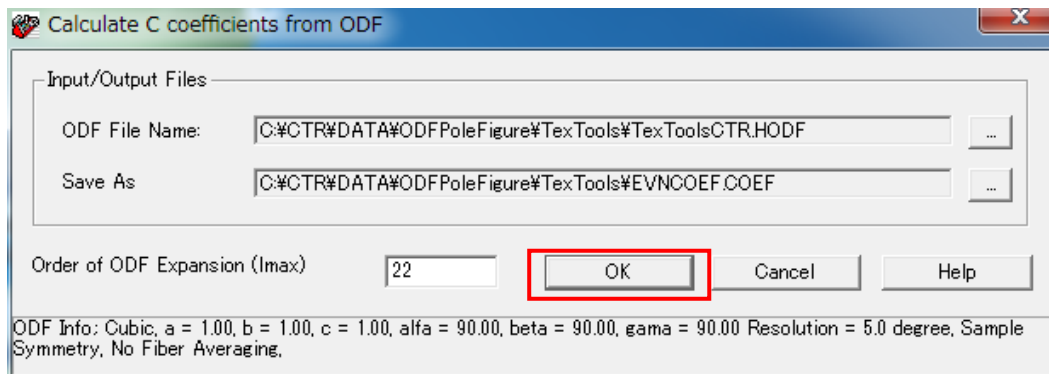 Calculate C coefficients from ODF
Input/Output Files
ODF File Name: C:¥CTR¥DATA¥ODFPoleFigure¥TexTools¥TexToolsCTR.HODF ...
Save As C:¥CTR¥DATA¥ODFPoleFigure¥TexTools¥EVNCOEF.COEF ...
Order of ODF Expansion (lmax) 22 OK Cancel Help
ODF Info; Cubic, a = 1.00, b = 1.00, c = 1.00, alfa = 90.00, beta = 90.00, gama = 90.00 Resolution = 5.0 degree, Sample
Symmetry, No Fiber Averaging,